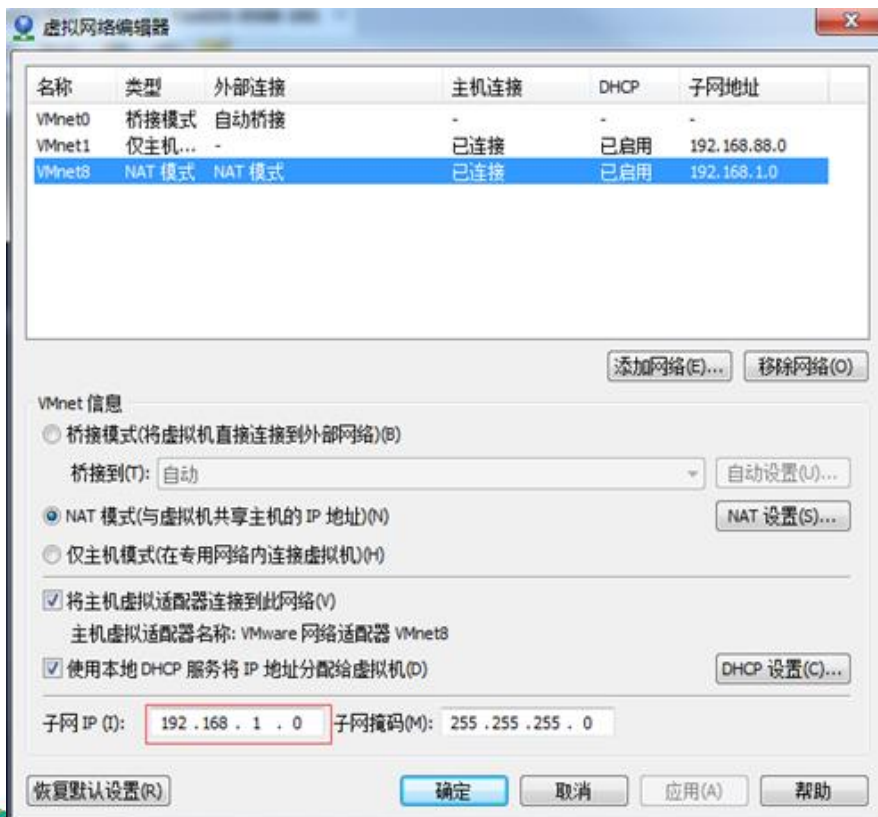 虚拟网络编辑器
名称 类型 外部连接 主机连接 DHCP 子网地址
VMnet0 桥接模式 自动桥接 - - -
VMnet1 仅主机... - 已连接 已启用 192.168.88.0
VMnet8 NAT 模式 NAT 模式 已连接 已启用 192.168.1.0
添加网络(E)... 移除网络(O)
VMnet 信息
桥接模式(将虚拟机直接连接到外部网络)(B)
桥接到(T): 自动 自动设置(U)...
NAT 模式(与虚拟机共享主机的 IP 地址)(N) NAT 设置(S)...
仅主机模式(在专用网络内连接虚拟机)(H)
将主机虚拟适配器连接到此网络(V)
主机虚拟适配器名称: VMware 网络适配器 VMnet8
使用本地 DHCP 服务将 IP 地址分配给虚拟机(D) DHCP 设置(C)...
子网 IP (I): 192 . 168 . 1 . 0 子网掩码(M): 255 . 255 . 255 . 0
恢复默认设置(R) 确定 取消 应用(A) 帮助